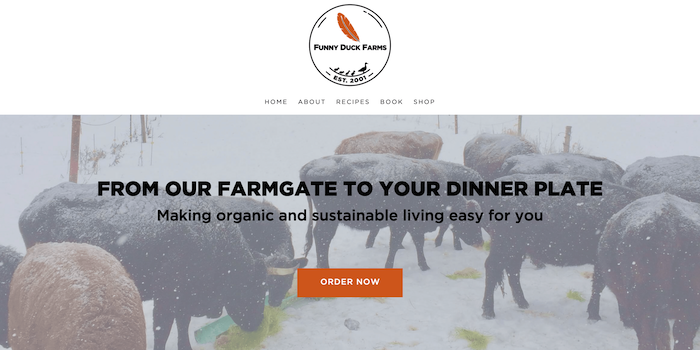 FUNNY DUCK FARMS
EST. 2001
HOME ABOUT RECIPES BOOK SHOP
FROM OUR FARMGATE TO YOUR DINNER PLATE
Making organic and sustainable living easy for you
ORDER NOW